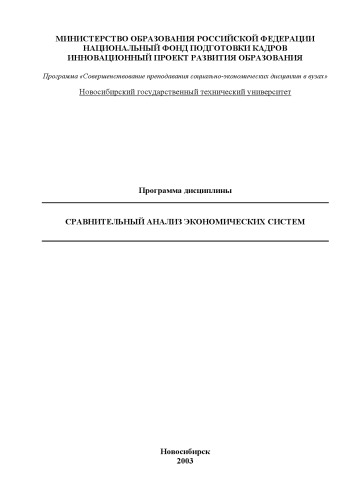 МИНИСТЕРСТВО ОБРАЗОВАНИЯ РОССИЙСКОЙ ФЕДЕРАЦИИ
НАЦИОНАЛЬНЫЙ ФОНД ПОДГОТОВКИ КАДРОВ
ИННОВАЦИОННЫЙ ПРОЕКТ РАЗВИТИЯ ОБРАЗОВАНИЯ
Программа «Совершенствование преподавания социально-экономических дисциплин в вузах»
Новосибирский государственный технический университет
Программа дисциплины
СРАВНИТЕЛЬНЫЙ АНАЛИЗ ЭКОНОМИЧЕСКИХ СИСТЕМ
Новосибирск
2003